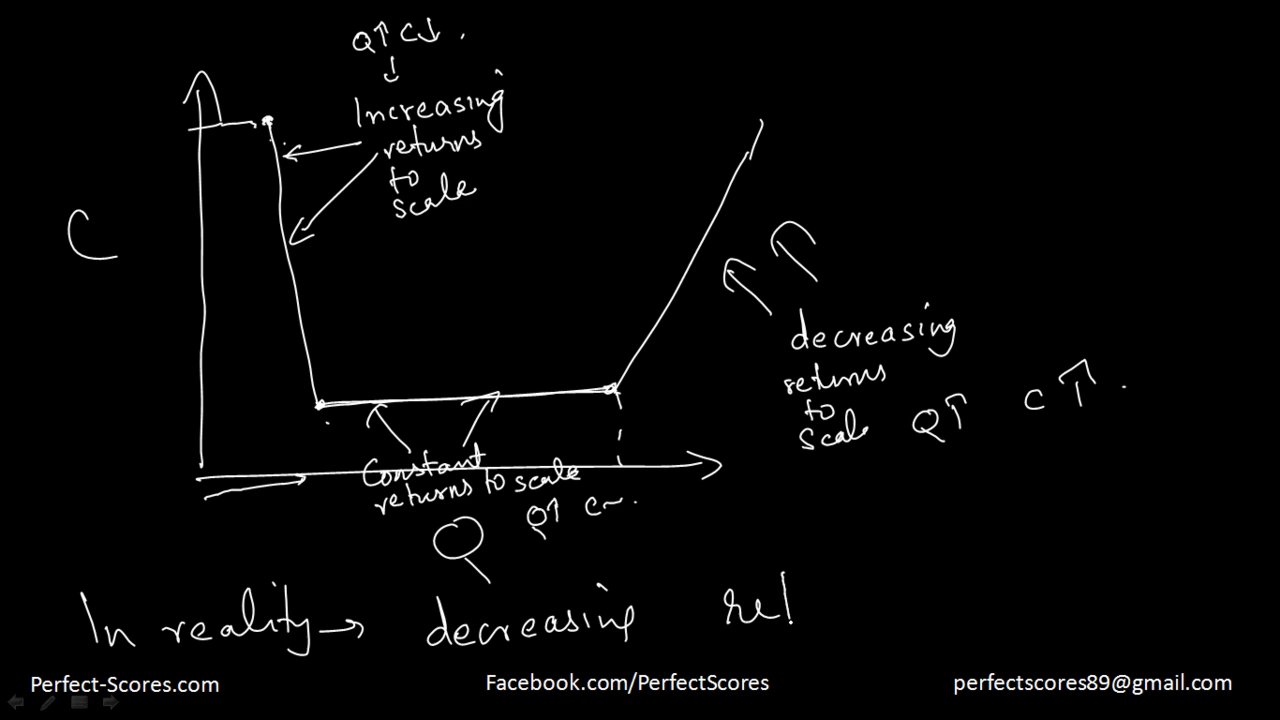 Q↑ C↓.
Increasing
returns
to
scale
C
decreasing
returns
to
scale
Q↑ C↑.
Constant
returns to scale
Q↑ C~.
Q
In reality → decreasing
Perfect-Scores.com
Facebook.com/PerfectScores
perfectscores89@gmail.com